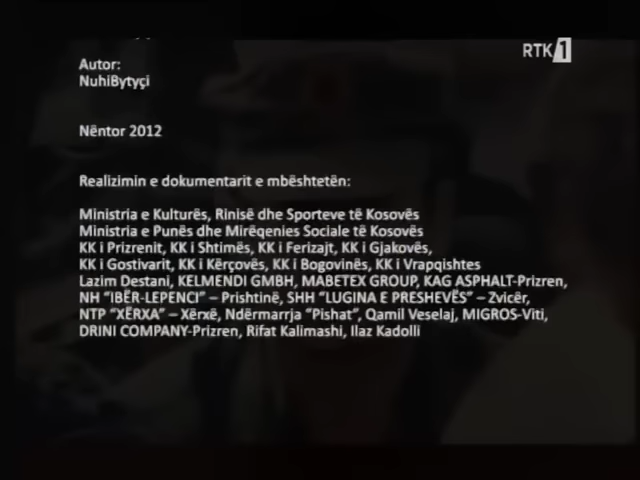 RTK1
Autor:
NuhiBytyçi
Nëntor 2012
Realizimin e dokumentarit e mbështetën:
Ministria e Kulturës, Rinisë dhe Sporteve të Kosovës
Ministria e Punës dhe Mirëqenies Sociale të Kosovës
KK i Prizrenit, KK i Shtimës, KK i Ferizajt, KK i Gjakovës,
KK i Gostivarit, KK i Kërçovës, KK i Bogovinës, KK i Vrapqishtes
Lazim Destani, KELMENDI GMBH, MABETEX GROUP, KAG ASPHALT-Prizren,
NH “IBËR-LEPENCI” – Prishtinë, SHH “LUGINA E PRESHEVËS” – Zvicër,
NTP “XËRXA” – Xërxë, Ndërmarrja “Pishat”, Qamil Veselaj, MIGROS-Viti,
DRINI COMPANY-Prizren, Rifat Kalimashi, Ilaz Kadolli